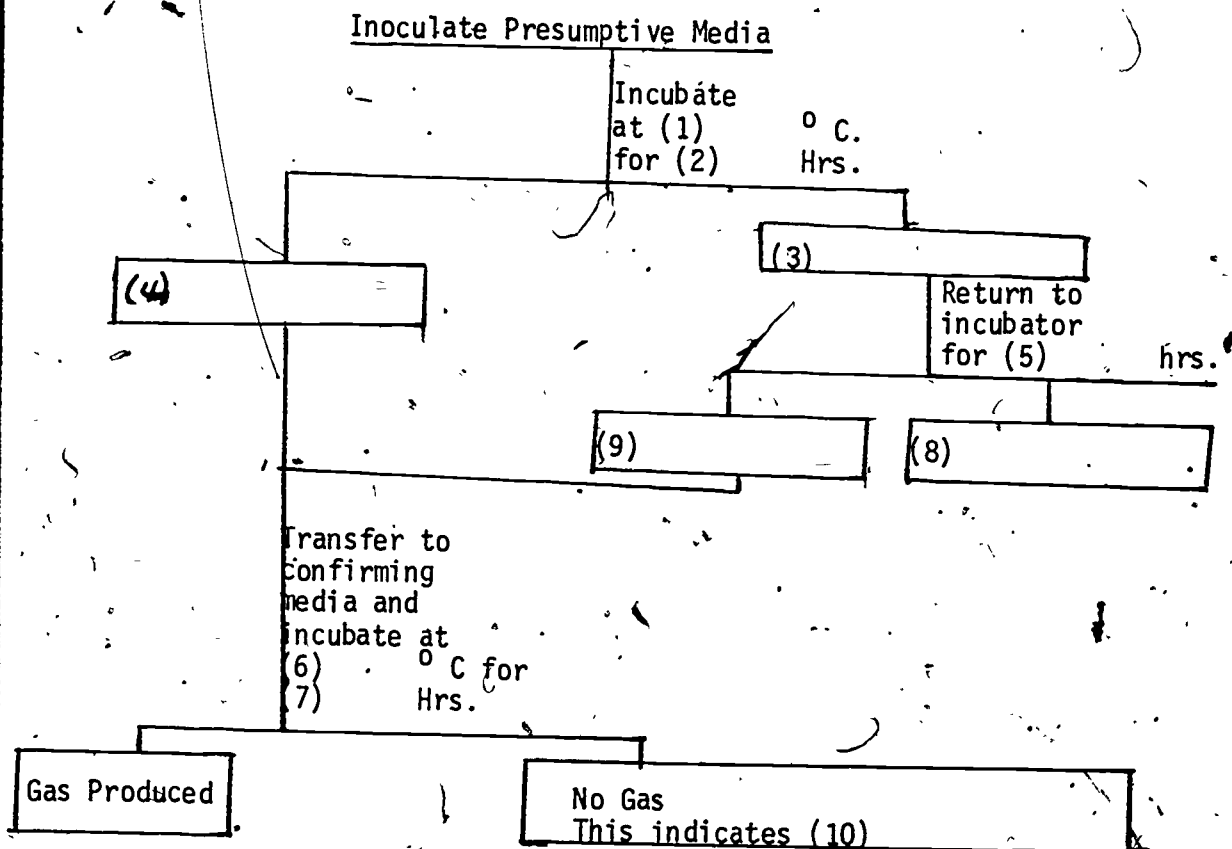 Inoculate Presumptive Media
Incubate
at (1) o C.
for (2) Hrs.
(3)
(4)
Return to
incubator
for (5) hrs.
(9)
(8)
Transfer to
confirming
media and
incubate at
(6) o C for
(7) Hrs.
Gas Produced
No Gas
This indicates (10)